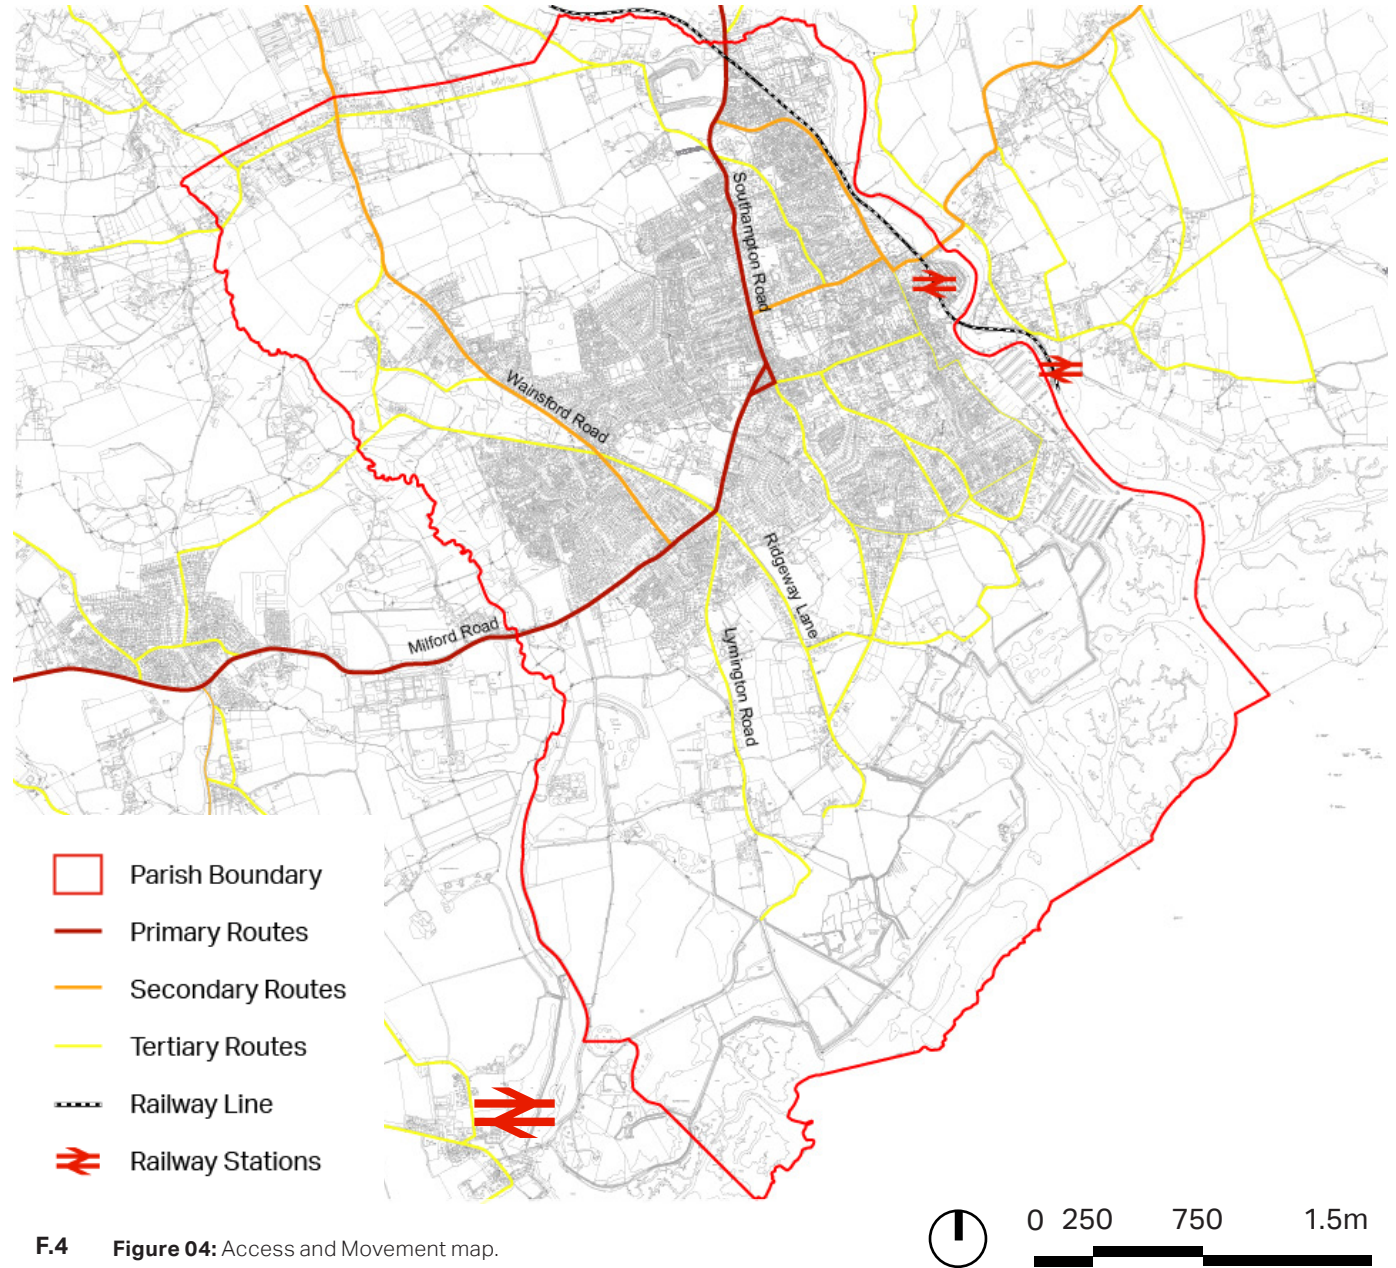 Southampton Road
Wainsford Road
Ridgeway Lane
Milford Road
Lymington Road
Parish Boundary
Primary Routes
Secondary Routes
Tertiary Routes
Railway Line
Railway Stations
F.4 Figure 04: Access and Movement map.
0 250 750 1.5m